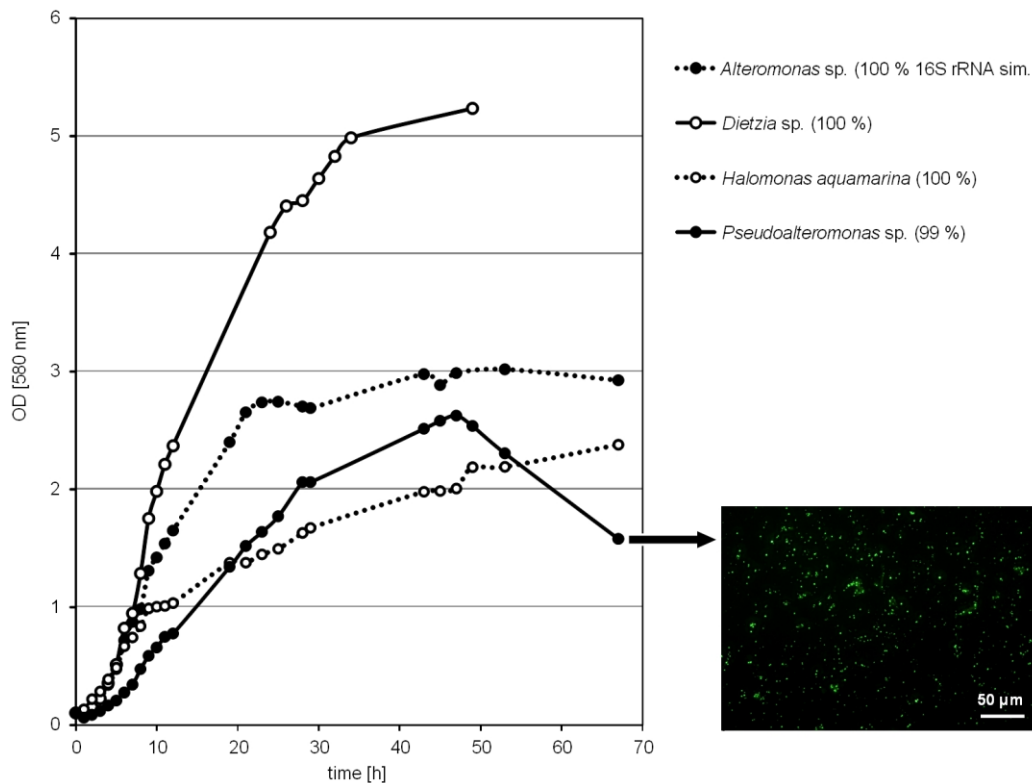 6
5
4
3
2
1
0
OD [580 nm]
0 10 20 30 40 50 60 70
time [h]
Alteromonas sp. (100 % 16S rRNA sim.
Dietzia sp. (100 %)
Halomonas aquamarina (100 %)
Pseudoalteromonas sp. (99 %)
50 µm